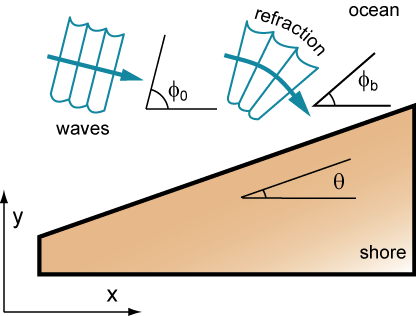 ocean
refraction
waves
ϕ₀
ϕb
θ
y
shore
x